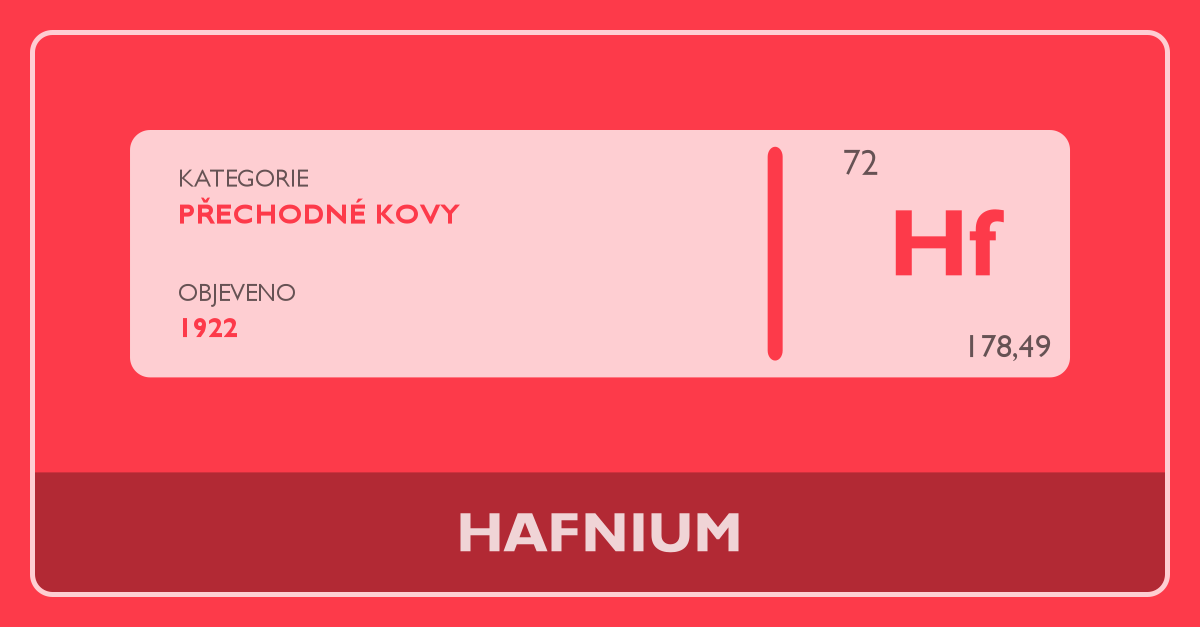 KATEGORIE
PŘECHODNÉ KOVY
OBJEVENO
1922
72
Hf
178,49
HAFNIUM